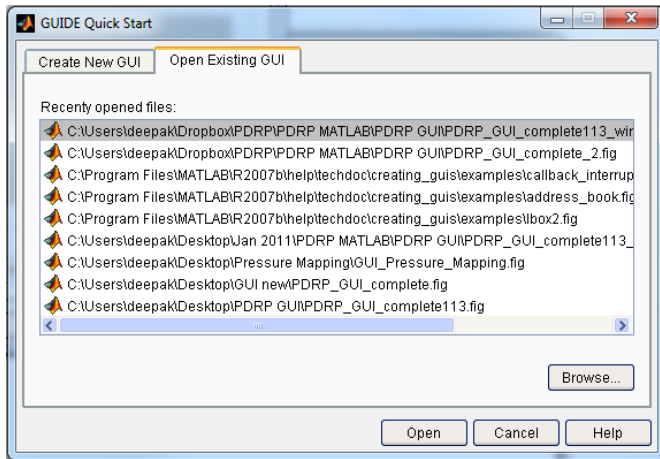 GUIDE Quick Start
Create New GUI Open Existing GUI
Recently opened files:
C:\Users\deepak\Dropbox\PDRP\PDRP MATLAB\PDRP GUI\PDRP_GUI_complete113_wir
C:\Users\deepak\Dropbox\PDRP\PDRP MATLAB\PDRP GUI\PDRP_GUI_complete_2.fig
C:\Program Files\MATLAB\R2007b\help\techdoc\creating_guis\examples\callback_interrup
C:\Program Files\MATLAB\R2007b\help\techdoc\creating_guis\examples\address_book.fig
C:\Program Files\MATLAB\R2007b\help\techdoc\creating_guis\examples\lbox2.fig
C:\Users\deepak\Desktop\Jan 2011\PDRP MATLAB\PDRP GUI\PDRP_GUI_complete113_
C:\Users\deepak\Desktop\Pressure Mapping\GUI_Pressure_Mapping.fig
C:\Users\deepak\Desktop\GUI new\PDRP_GUI_complete.fig
C:\Users\deepak\Desktop\PDRP GUI\PDRP_GUI_complete113.fig
Browse...
Open Cancel Help